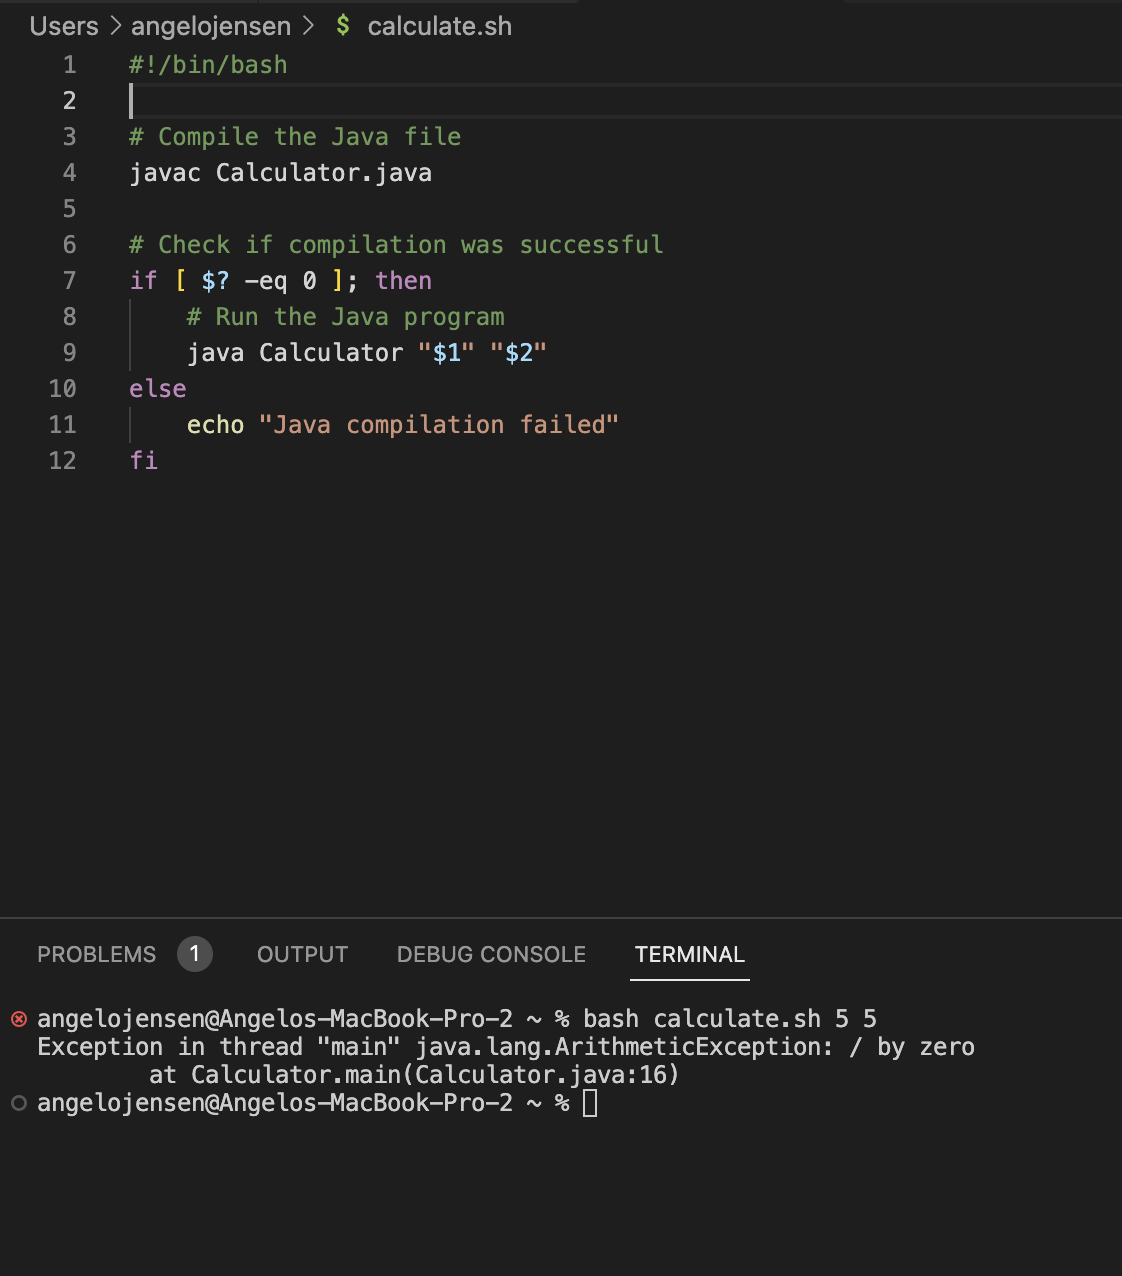 Users > angelojensen > $ calculate.sh
1 #!/bin/bash
2
3 # Compile the Java file
4 javac Calculator.java
5
6 # Check if compilation was successful
7 if [ $? -eq 0 ]; then
8     # Run the Java program
9     java Calculator "$1" "$2"
10 else
11     echo "Java compilation failed"
12 fi
PROBLEMS 1 OUTPUT DEBUG CONSOLE TERMINAL
angelojensen@Angelos-MacBook-Pro-2 ~ % bash calculate.sh 5 5
Exception in thread "main" java.lang.ArithmeticException: / by zero
        at Calculator.main(Calculator.java:16)
angelojensen@Angelos-MacBook-Pro-2 ~ %